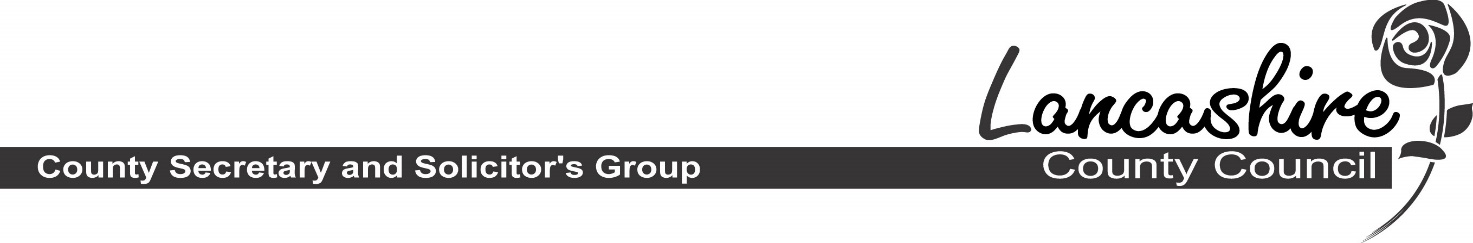 Lancashire
County Secretary and Solicitor's Group
County Council